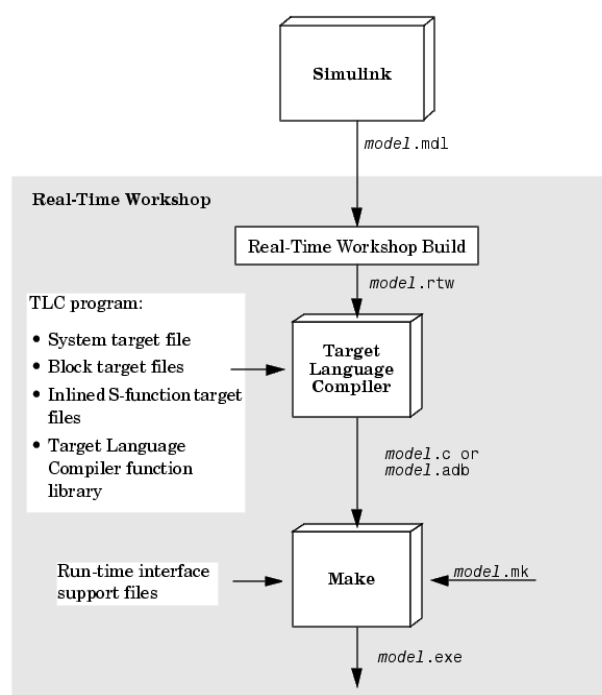 Simulink
model.mdl
Real-Time Workshop
Real-Time Workshop Build
model.rtw
TLC program:
• System target file
• Block target files
• Inlined S-function target
files
• Target Language
Compiler function
library
Target
Language
Compiler
model.c or
model.adb
Run-time interface
support files
Make
model.mk
model.exe